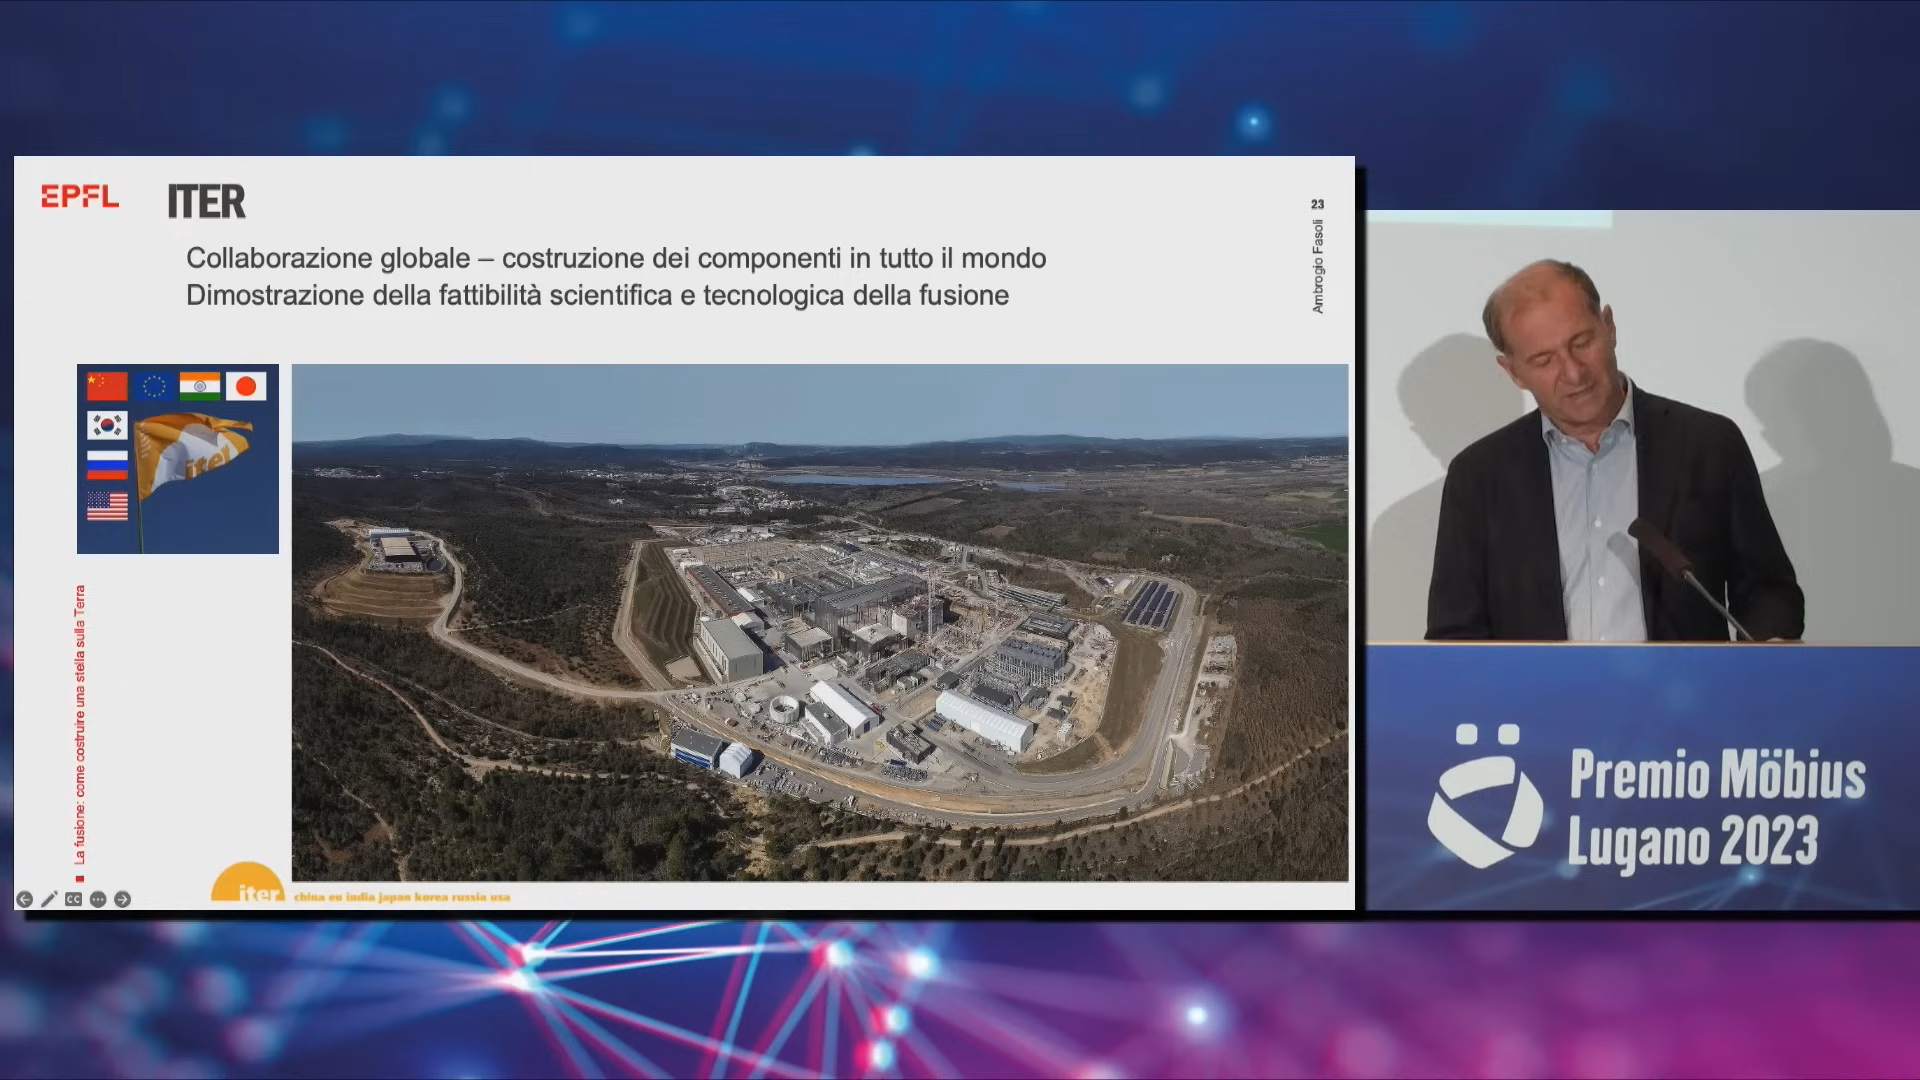 EPFL
ITER
23
Ambrogio Fasoli
Collaborazione globale – costruzione dei componenti in tutto il mondo
Dimostrazione della fattibilità scientifica e tecnologica della fusione
iter
La fusione: come costruire una stella sulla Terra
CC
iter
china eu india japan korea russia usa
Premio Möbius
Lugano 2023